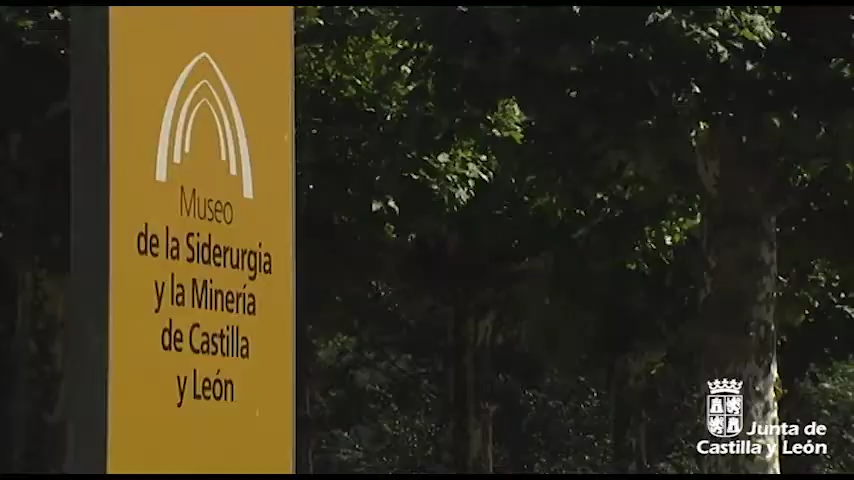 Museo
de la Siderurgia
y la Minería
de Castilla
y León
Junta de
Castilla y León